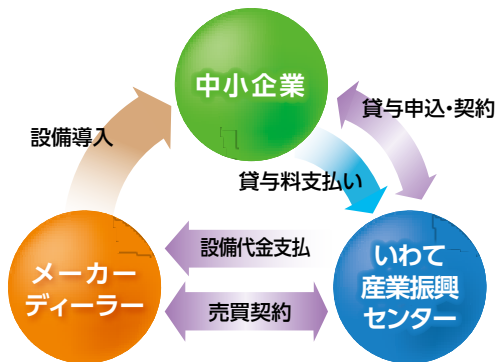 中小企業
設備導入
貸与申込・契約
貸与料支払い
設備代金支払
売買契約
メーカー
ディーラー
いわて
産業振興
センター